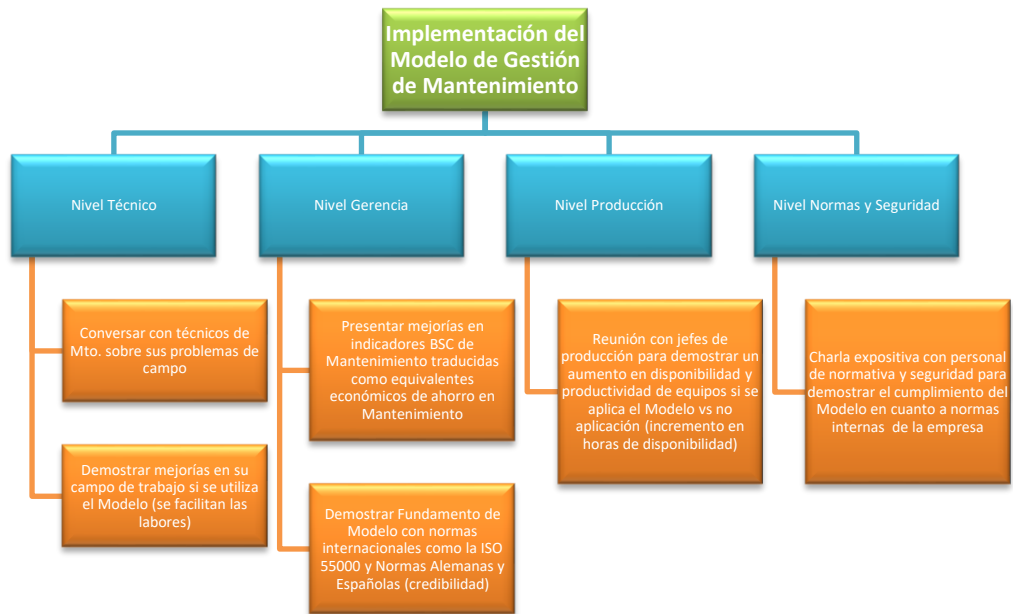 Implementación del
Modelo de Gestión
de Mantenimiento
Nivel Técnico
Nivel Gerencia
Nivel Producción
Nivel Normas y Seguridad
Conversar con técnicos de
Mto. sobre sus problemas de
campo
Demostrar mejorías en su
campo de trabajo si se utiliza
el Modelo (se facilitan las
labores)
Presentar mejorías en
indicadores BSC de
Mantenimiento traducidas
como equivalentes
económicos de ahorro en
Mantenimiento
Demostrar Fundamento de
Modelo con normas
internacionales como la ISO
55000 y Normas Alemanas y
Españolas (credibilidad)
Reunión con jefes de
producción para demostrar un
aumento en disponibilidad y
productividad de equipos si se
aplica el Modelo vs no
aplicación (incremento en
horas de disponibilidad)
Charla expositiva con personal
de normativa y seguridad para
demostrar el cumplimiento del
Modelo en cuanto a normas
internas de la empresa